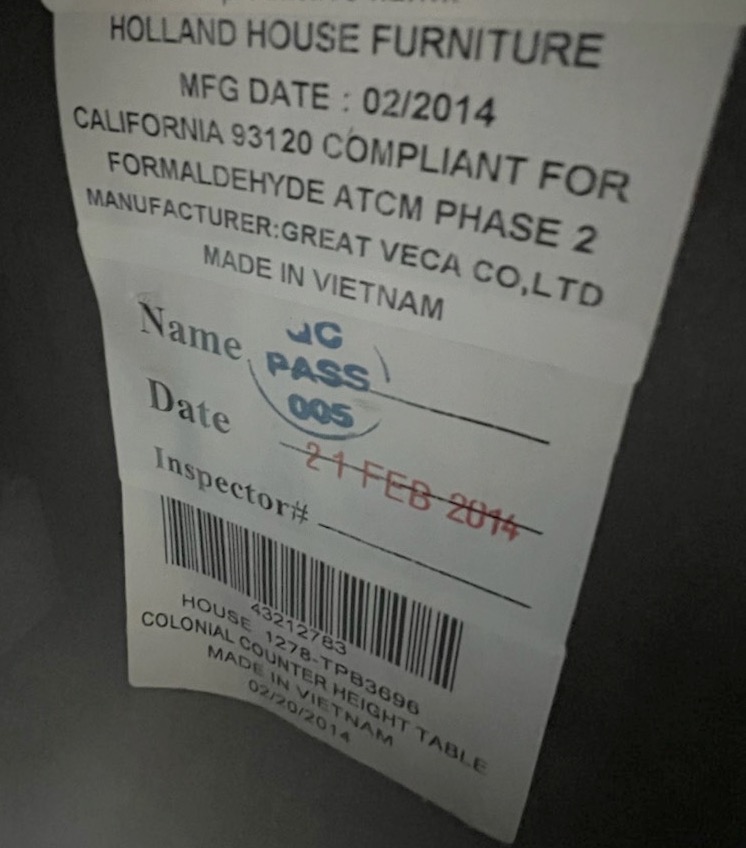 HOLLAND HOUSE FURNITURE
MFG DATE : 02/2014
CALIFORNIA 93120 COMPLIANT FOR
FORMALDEHYDE ATCM PHASE 2
MANUFACTURER:GREAT VECA CO,LTD
MADE IN VIETNAM
Name
QC
PASS
005
Date 21 FEB 2014
Inspector#
43212783
HOUSE 1278-TPB3696
COLONIAL COUNTER HEIGHT TABLE
MADE IN VIETNAM
02/20/2014